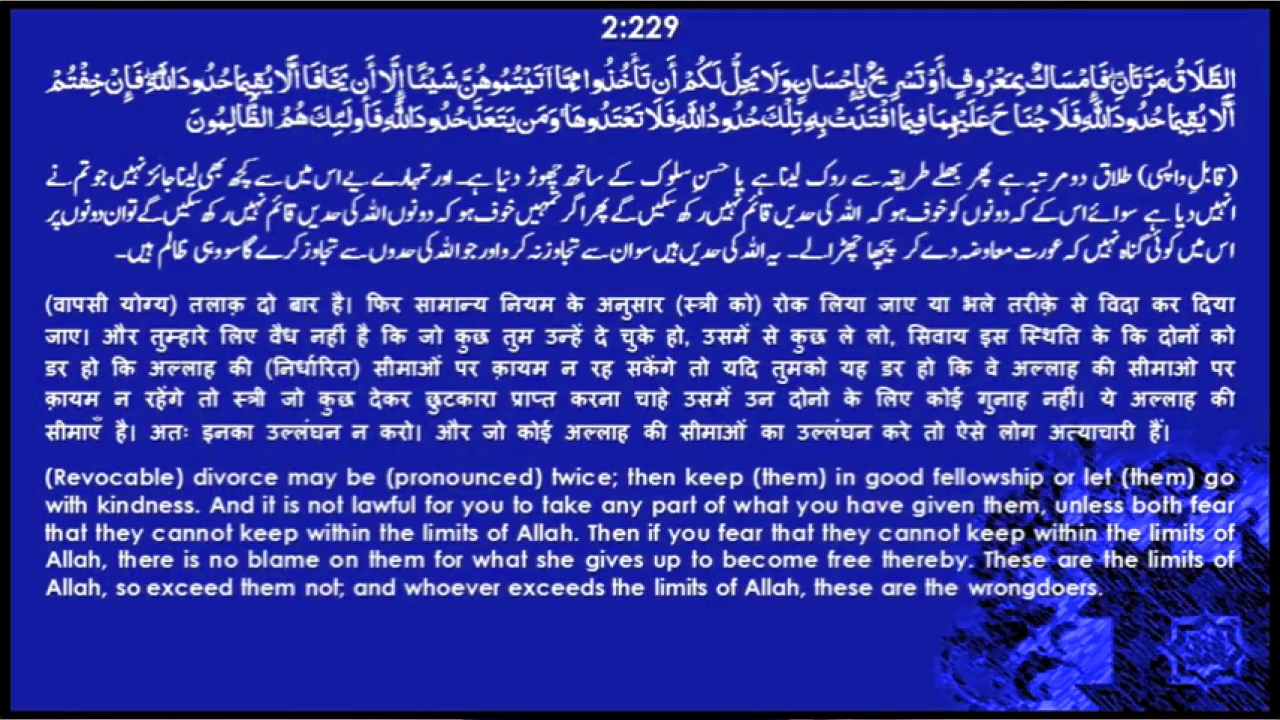 2:229
الطَّلَاقُ مَرَّتَانِ ۖ فَإِمْسَاكٌ بِمَعْرُوفٍ أَوْ تَسْرِيحٌ بِإِحْسَانٍ ۗ وَلَا يَحِلُّ لَكُمْ أَن تَأْخُذُوا مِمَّا آتَيْتُمُوهُنَّ شَيْئًا إِلَّا أَن يَخَافَا أَلَّا يُقِيمَا حُدُودَ اللَّهِ ۖ فَإِنْ خِفْتُمْ
أَلَّا يُقِيمَا حُدُودَ اللَّهِ فَلَا جُنَاحَ عَلَيْهِمَا فِيمَا افْتَدَتْ بِهِ ۗ تِلْكَ حُدُودُ اللَّهِ فَلَا تَعْتَدُوهَا ۚ وَمَن يَتَعَدَّ حُدُودَ اللَّهِ فَأُولَٰئِكَ هُمُ الظَّالِمُونَ
(قابلِ واپسی) طلاق دو مرتبہ ہے پھر بھلے طریقہ سے روک لینا ہے یا حسنِ سلوک کے ساتھ چھوڑ دنیا ہے۔ اور تمہارے لیے اس میں سے کچھ بھی لینا جائز نہیں جو تم نے
انہیں دیا ہے سوائے اس کے کہ دونوں کو خوف ہو کہ اللہ کی حدیں قائم نہیں رکھ سکیں گے پھر اگر تمہیں خوف ہو کہ دونوں اللہ کی حدیں قائم نہیں رکھ سکیں گے تو ان دونوں پر
اس میں کوئی گناہ نہیں کہ عورت معاوضہ دے کر پیچھا چھڑالے۔ یہ اللہ کی حدیں ہیں سو ان سے تجاوز نہ کرو اور جو اللہ کی حدوں سے تجاوز کرے گا سو وہی ظالم ہیں۔
(वापसी योग्य) तलाक़ दो बार है। फिर सामान्य नियम के अनुसार (स्त्री को) रोक लिया जाए या भले तरीक़े से विदा कर दिया
जाए। और तुम्हारे लिए वैध नहीं है कि जो कुछ तुम उन्हें दे चुके हो, उसमें से कुछ ले लो, सिवाय इस स्थिति के कि दोनों को
डर हो कि अल्लाह की (निर्धारित) सीमाओं पर क़ायम न रह सकेंगे तो यदि तुमको यह डर हो कि वे अल्लाह की सीमाओ पर
क़ायम न रहेंगे तो स्त्री जो कुछ देकर छुटकारा प्राप्त करना चाहे उसमें उन दोनो के लिए कोई गुनाह नहीं। ये अल्लाह की
सीमाएँ है। अतः इनका उल्लंघन न करो। और जो कोई अल्लाह की सीमाओं का उल्लंघन करे तो ऐसे लोग अत्याचारी हैं।
(Revocable) divorce may be (pronounced) twice; then keep (them) in good fellowship or let (them) go
with kindness. And it is not lawful for you to take any part of what you have given them, unless both fear
that they cannot keep within the limits of Allah. Then if you fear that they cannot keep within the limits of
Allah, there is no blame on them for what she gives up to become free thereby. These are the limits of
Allah, so exceed them not; and whoever exceeds the limits of Allah, these are the wrongdoers.